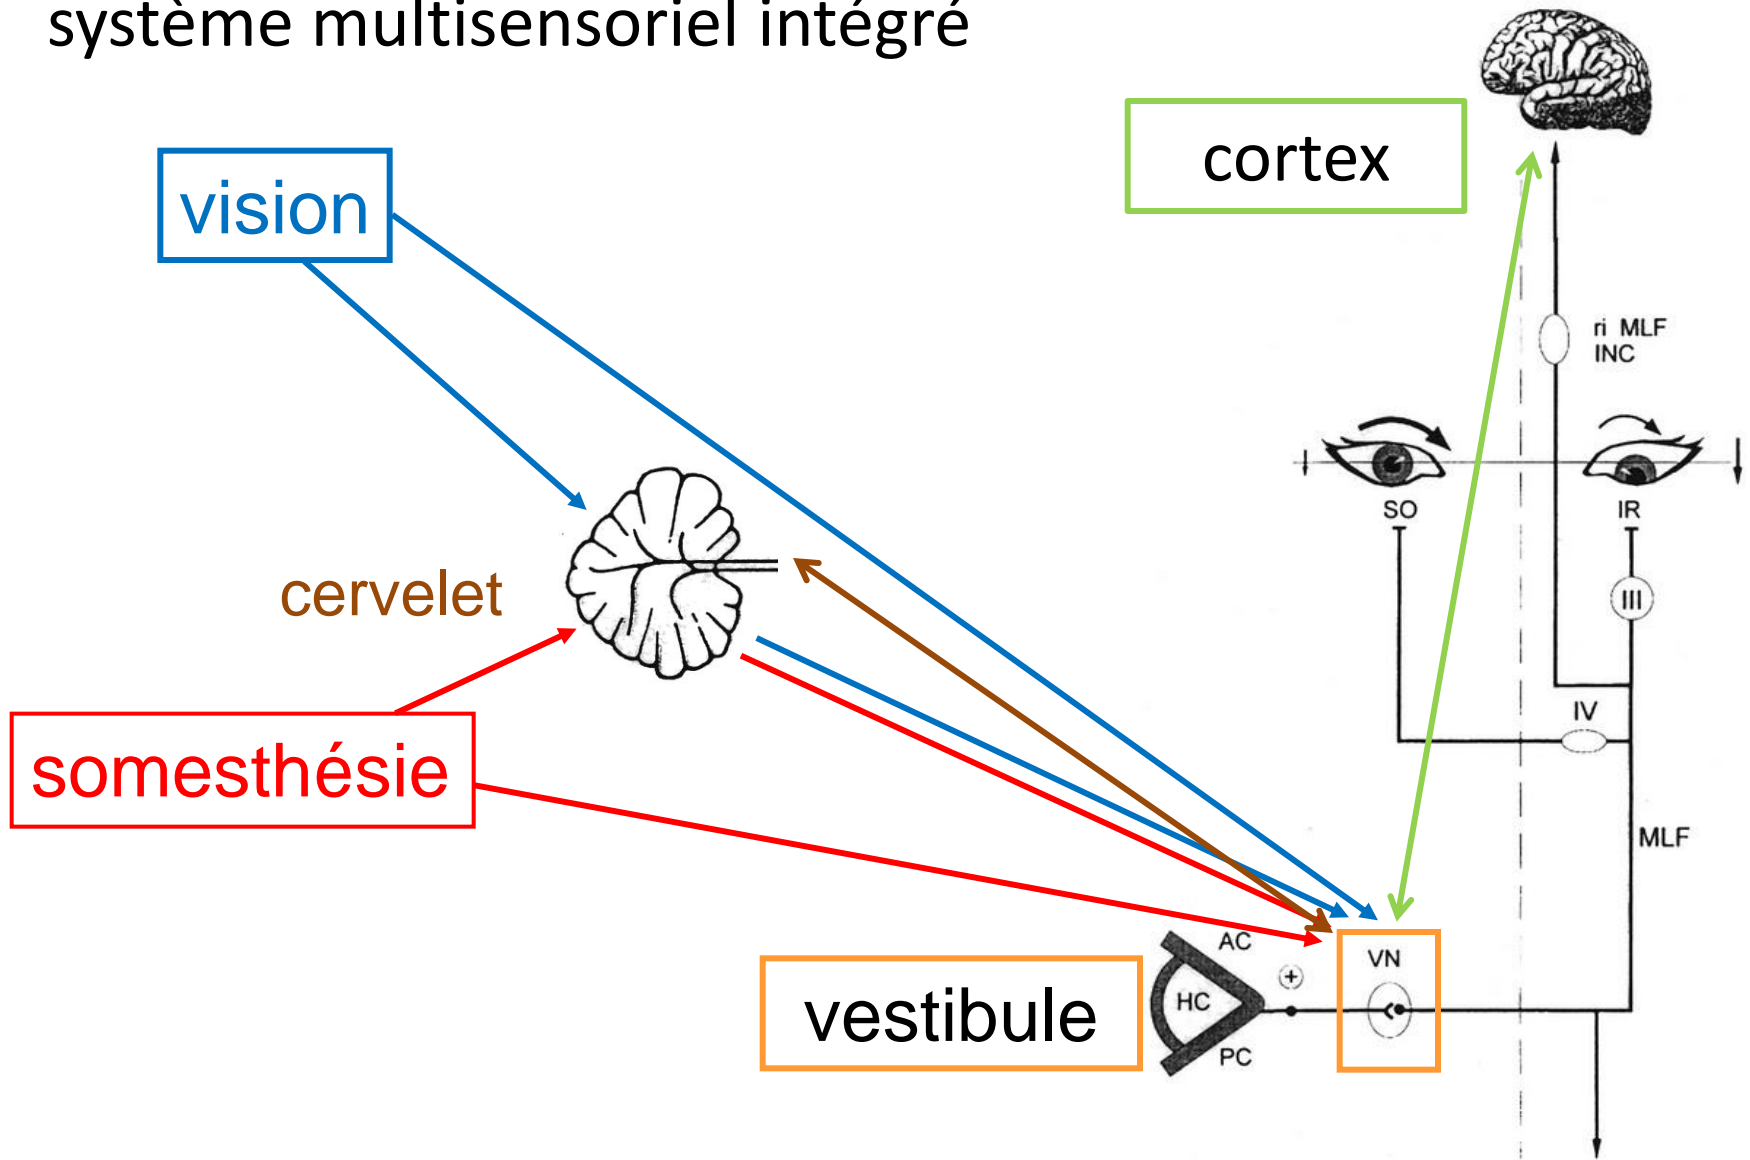 système multisensoriel intégré
cortex
vision
ri MLF
INC
SO
IR
cervelet
III
IV
somesthésie
MLF
AC
VN
+
HC
vestibule
PC